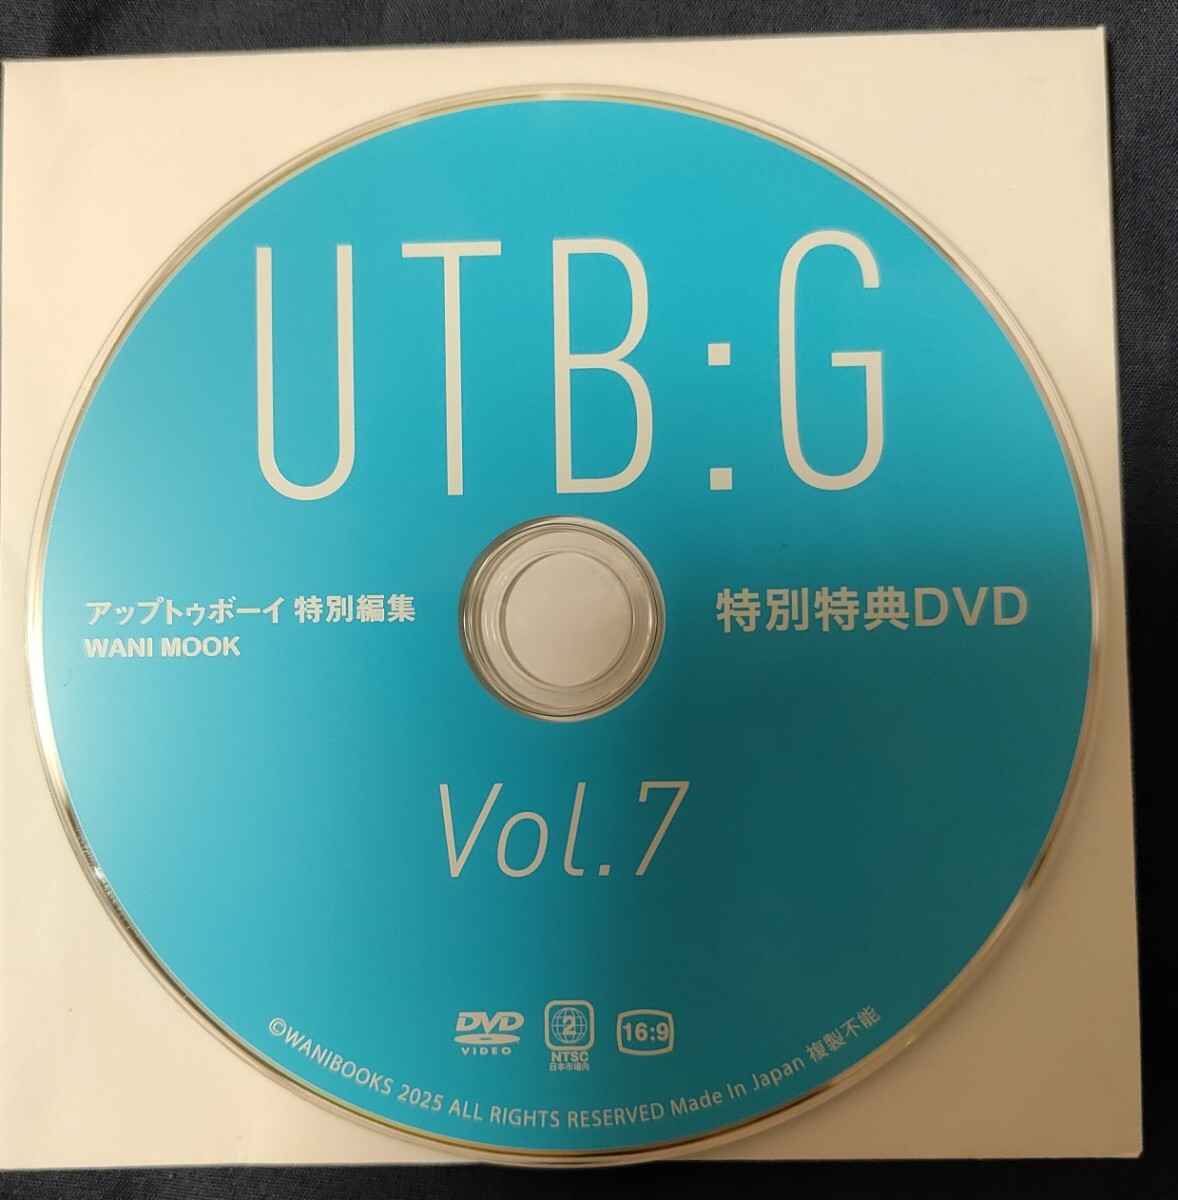 UTB:G
アップトゥボーイ 特別編集
WANI MOOK
特別特典DVD
Vol.7
DVD
VIDEO
2
NTSC
日本市場向
16:9
©WANIBOOKS 2025 ALL RIGHTS RESERVED Made In Japan 複製不能